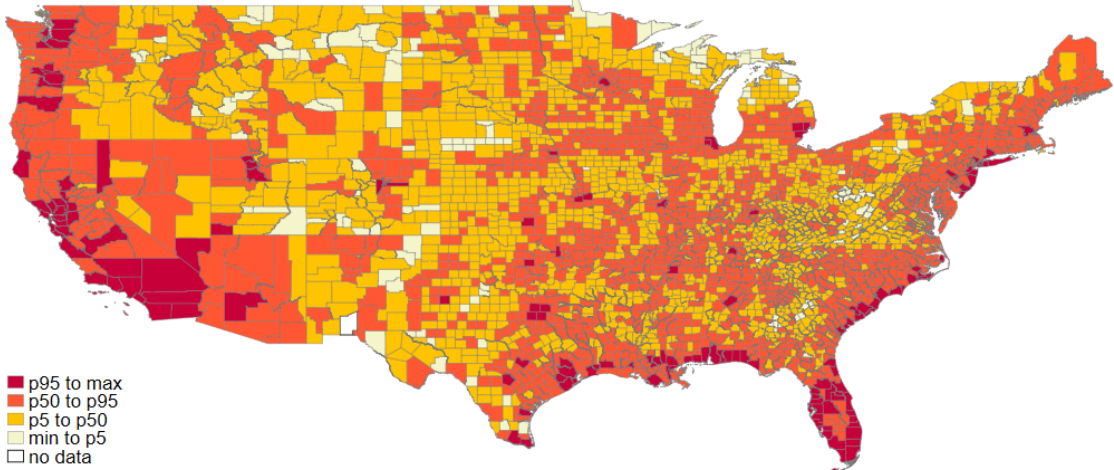 p95 to max
p50 to p95
p5 to p50
min to p5
no data